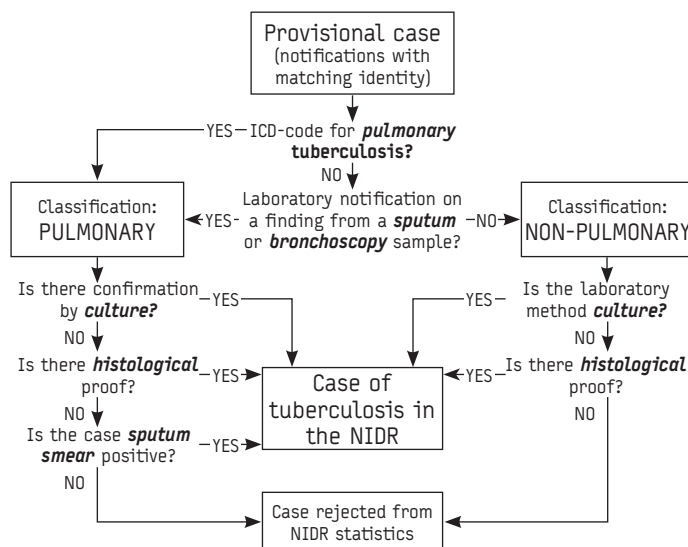 Provisional case
(notifications with
matching identity)
YES
ICD-code for pulmonary
tuberculosis?
NO
Classification:
PULMONARY
YES
Laboratory notification on
a finding from a sputum
or bronchoscopy sample?
NO
Classification:
NON-PULMONARY
Is there confirmation
by culture?
YES
YES
Is the laboratory
method culture?
NO
NO
Is there histological
proof?
YES
Case of
tuberculosis in
the NIDR
YES
Is there histological
proof?
NO
NO
Is the case sputum
smear positive?
YES
NO
Case rejected from
NIDR statistics